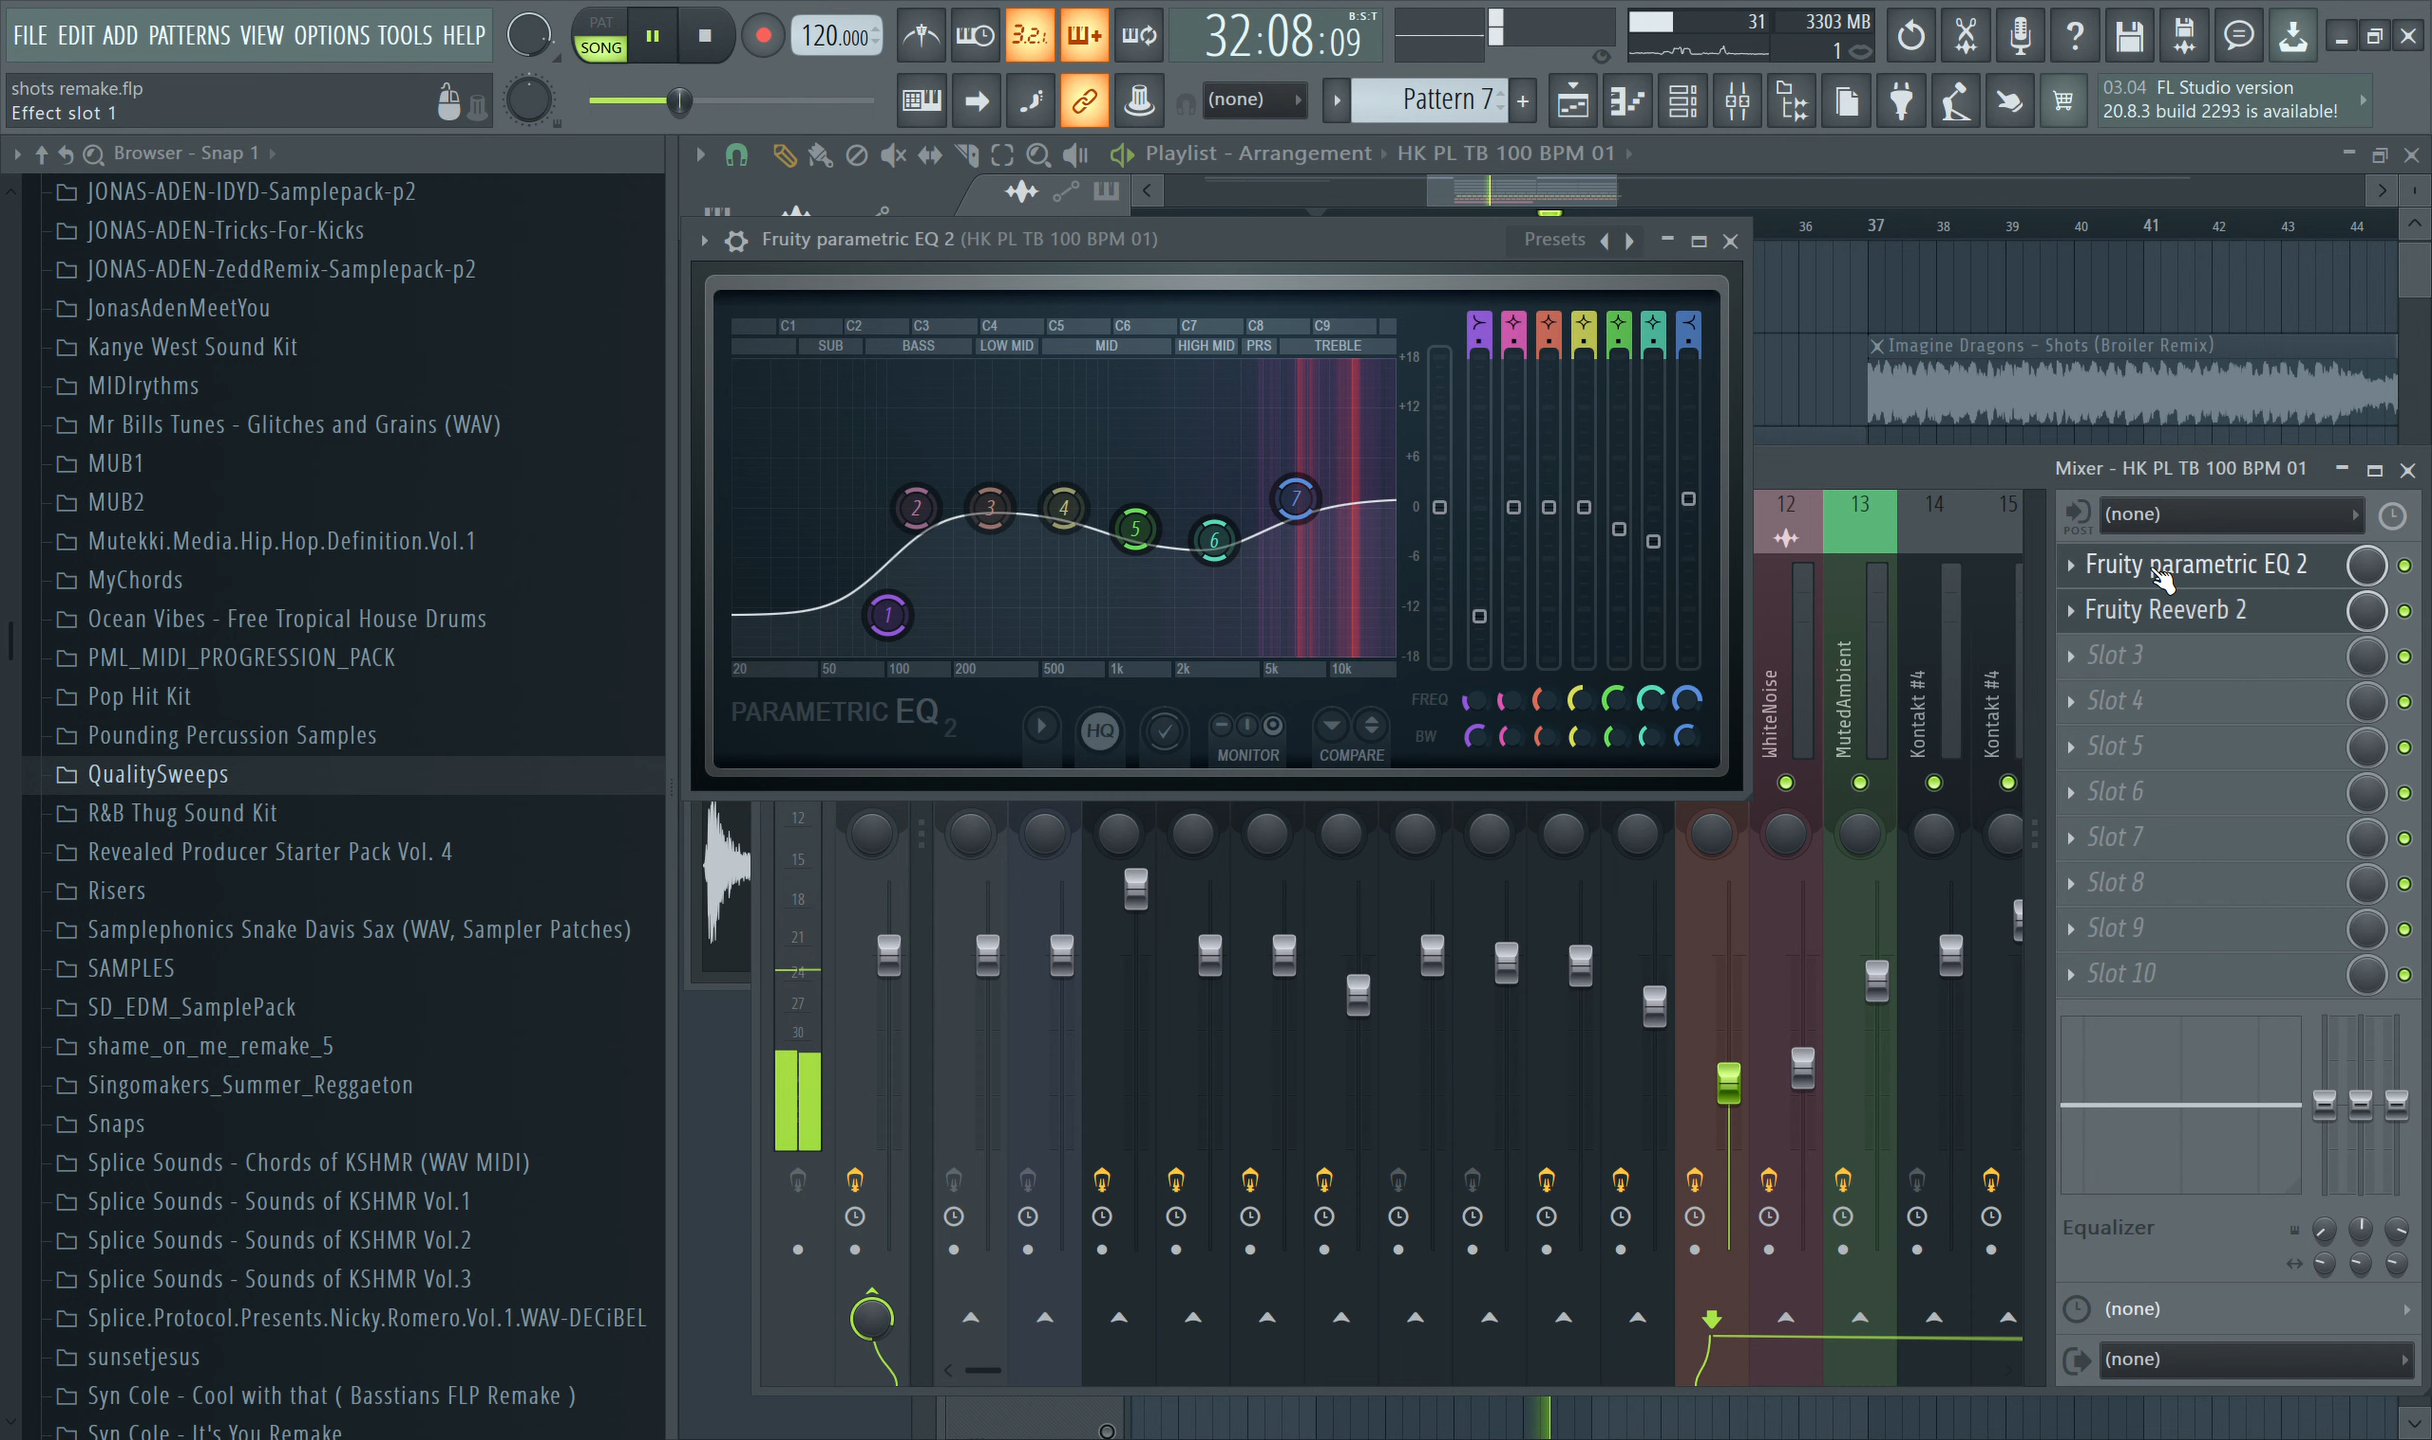 FILE EDIT ADD PATTERNS VIEW OPTIONS TOOLS HELP
PAT
SONG
120.000
3.2.
32:08:09
B:S:T
31
3303 MB
1
shots remake.flp
Effect slot 1
(none)
Pattern 7
03.04 FL Studio version
20.8.3 build 2293 is available!
Browser - Snap 1
Playlist - Arrangement
HK PL TB 100 BPM 01
JONAS-ADEN-IDYD-Samplepack-p2
JONAS-ADEN-Tricks-For-Kicks
JONAS-ADEN-ZeddRemix-Samplepack-p2
JonasAdenMeetYou
Kanye West Sound Kit
MIDIrythms
Mr Bills Tunes - Glitches and Grains (WAV)
MUB1
MUB2
Mutekki.Media.Hip.Hop.Definition.Vol.1
MyChords
Ocean Vibes - Free Tropical House Drums
PML_MIDI_PROGRESSION_PACK
Pop Hit Kit
Pounding Percussion Samples
QualitySweeps
R&B Thug Sound Kit
Revealed Producer Starter Pack Vol. 4
Risers
Samplephonics Snake Davis Sax (WAV, Sampler Patches)
SAMPLES
SD_EDM_SamplePack
shame_on_me_remake_5
Singomakers_Summer_Reggaeton
Snaps
Splice Sounds - Chords of KSHMR (WAV MIDI)
Splice Sounds - Sounds of KSHMR Vol.1
Splice Sounds - Sounds of KSHMR Vol.2
Splice Sounds - Sounds of KSHMR Vol.3
Splice.Protocol.Presents.Nicky.Romero.Vol.1.WAV-DECiBEL
sunsetjesus
Syn Cole - Cool with that ( Basstians FLP Remake )
Syn Cole - It's You Remake
Fruity parametric EQ 2 (HK PL TB 100 BPM 01)
Presets
C1 C2 C3 C4 C5 C6 C7 C8 C9
SUB BASS LOW MID MID HIGH MID PRS TREBLE
+18
+12
+6
0
-6
-12
-18
1
2
3
4
5
6
7
20 50 100 200 500 1k 2k 5k 10k
PARAMETRIC EQ 2
HQ
MONITOR
COMPARE
FREQ
BW
36 37 38 39 40 41 42 43 44
Imagine Dragons - Shots (Broiler Remix)
Mixer - HK PL TB 100 BPM 01
12 13 14 15
WhiteNoise
MutedAmbient
Kontakt #4
Kontakt #4
12
15
18
21
24
27
30
POST
(none)
Fruity parametric EQ 2
Fruity Reeverb 2
Slot 3
Slot 4
Slot 5
Slot 6
Slot 7
Slot 8
Slot 9
Slot 10
Equalizer
(none)
(none)